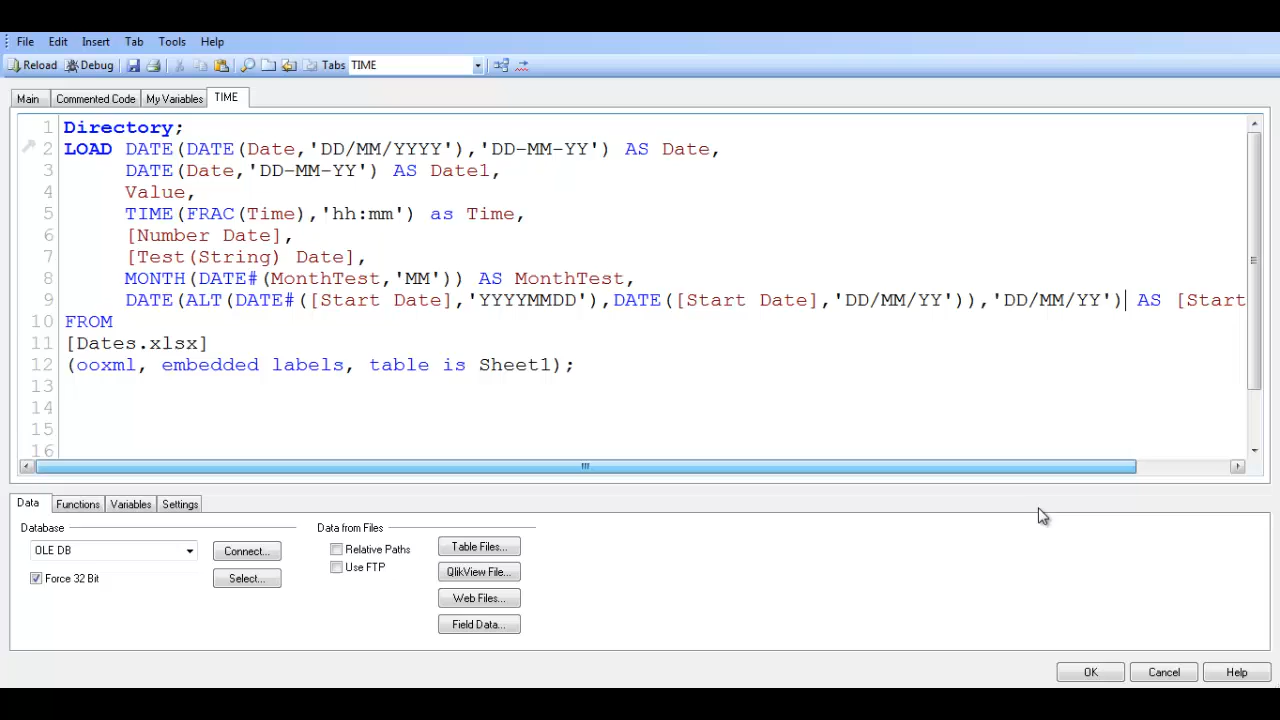 File Edit Insert Tab Tools Help
Reload Debug Tabs TIME
Main Commented Code My Variables TIME
1 Directory;
2 LOAD DATE(DATE(Date,'DD/MM/YYYY'),'DD-MM-YY') AS Date,
3 DATE(Date,'DD-MM-YY') AS Date1,
4 Value,
5 TIME(FRAC(Time),'hh:mm') as Time,
6 [Number Date],
7 [Test(String) Date],
8 MONTH(DATE#(MonthTest,'MM')) AS MonthTest,
9 DATE(ALT(DATE#([Start Date],'YYYYMMDD'),DATE([Start Date],'DD/MM/YY')),'DD/MM/YY') AS [Start
10 FROM
11 [Dates.xlsx]
12 (ooxml, embedded labels, table is Sheet1);
13
14
15
16
Data Functions Variables Settings
Database Data from Files
OLE DB Connect... Relative Paths Table Files...
Force 32 Bit Select... Use FTP QlikView File...
Web Files...
Field Data...
OK Cancel Help